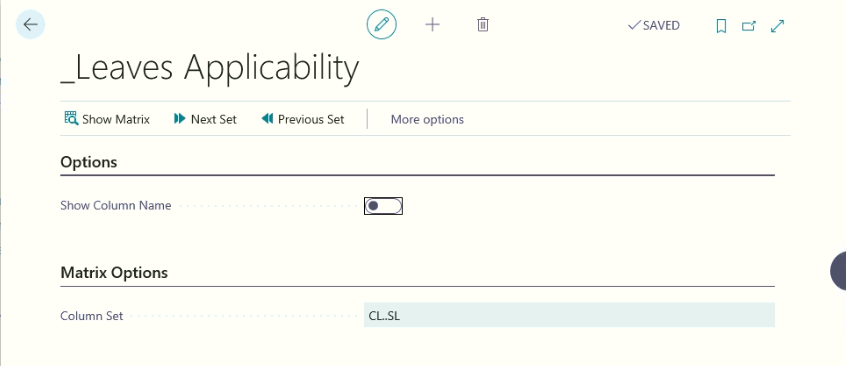 SAVED
_Leaves Applicability
Show Matrix Next Set Previous Set More options
Options
Show Column Name
Matrix Options
Column Set CL..SL